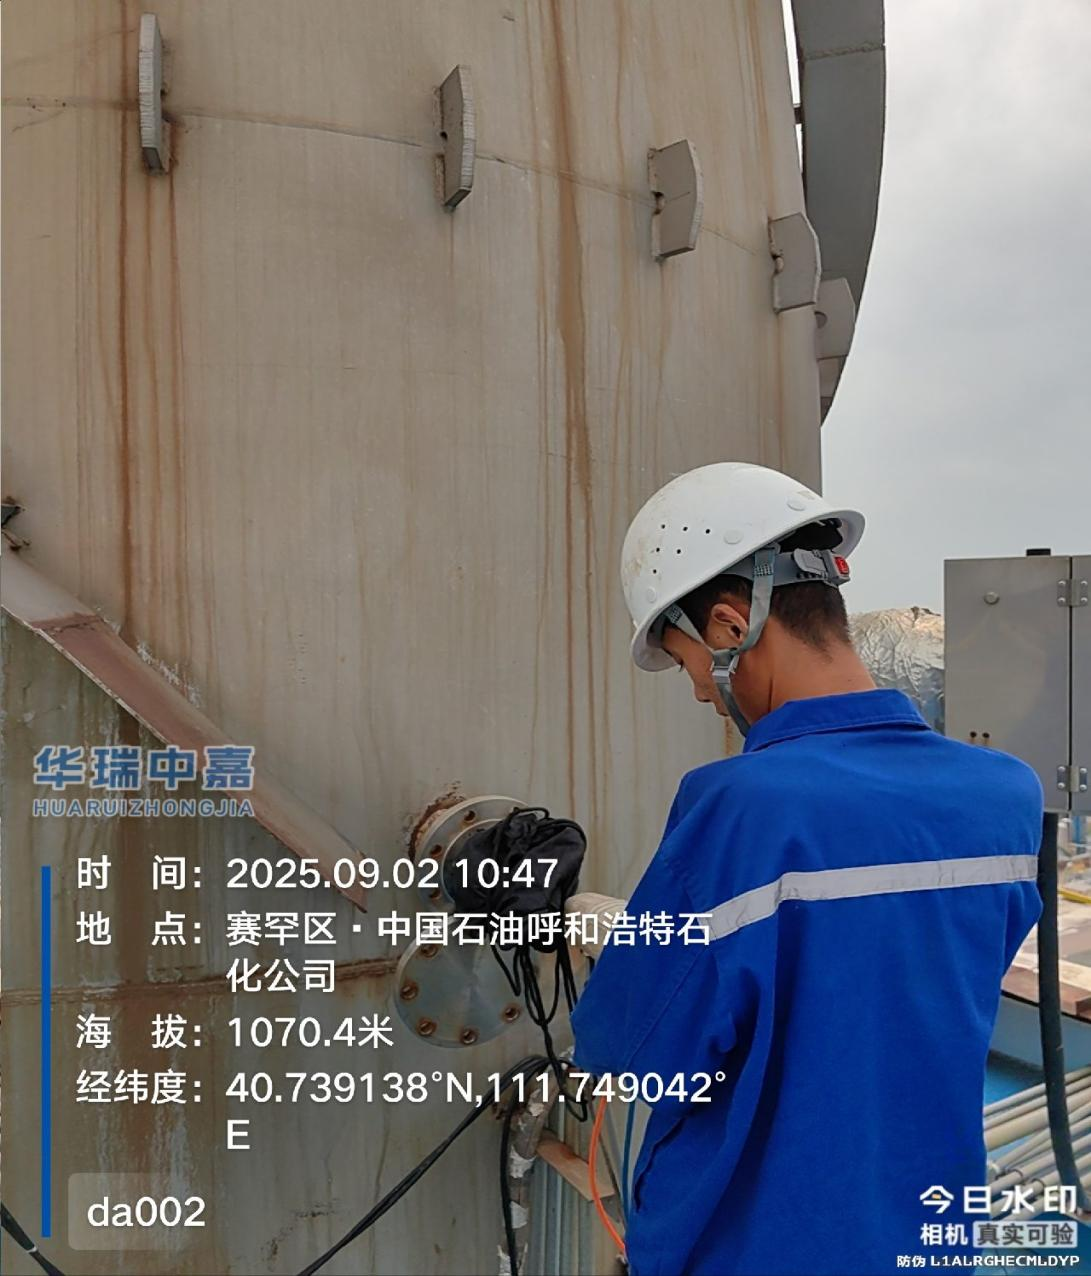 华瑞中嘉
HUARUIZHONGJIA
时 间：2025.09.02 10:47
地 点：赛罕区·中国石油呼和浩特石
化公司
海 拔：1070.4米
经纬度：40.739138°N,111.749042°
E
da002
今日水印
相机 真实可验
防伪 L1ALRGHECMLDYP